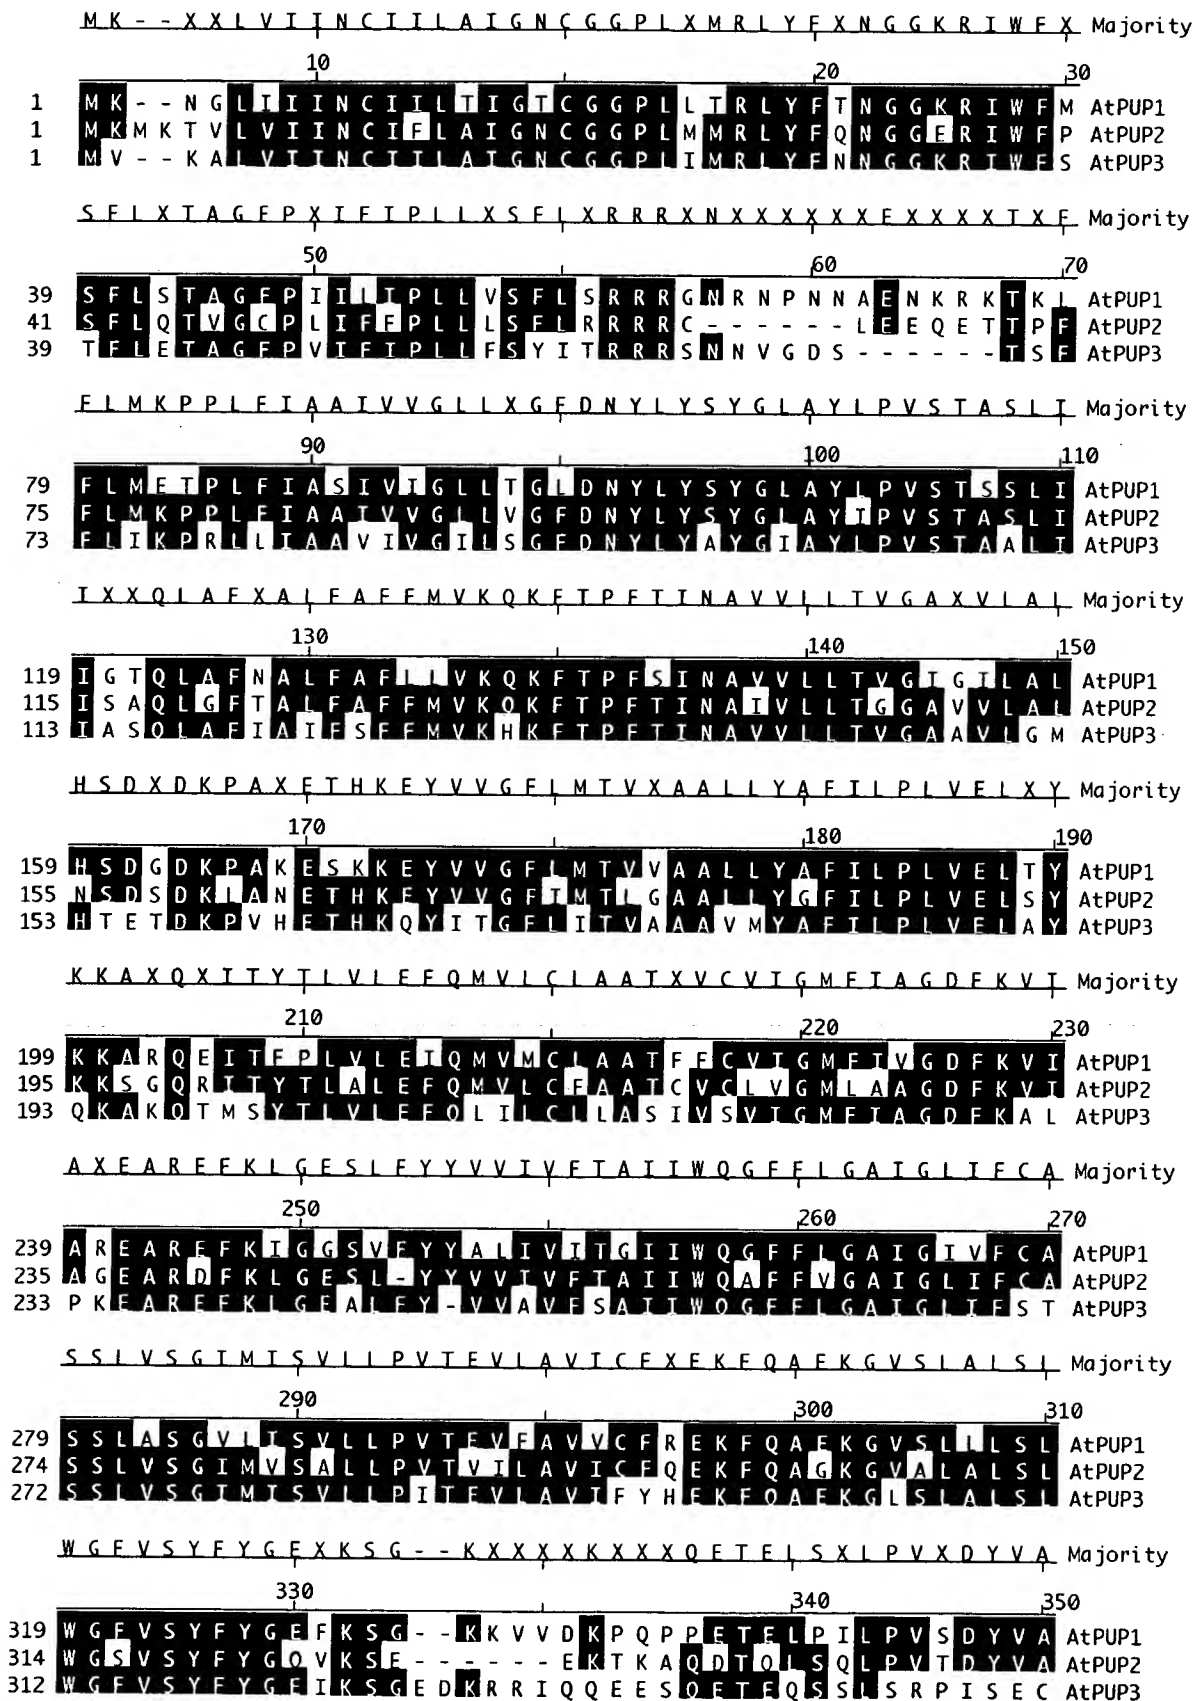 M K - - X X L V I I N C I I L A I G N C G G P L X M R L Y F X N G G K R I W F X Majority
10 20 30
1 M K - - N G L I I I N C I I L T I G T C G G P L L T R L Y F T N G G K R I W F M AtPUP1
1 M K M K T V L V I I N C I F L A I G N C G G P L M M R L Y F Q N G G E R I W F P AtPUP2
1 M V - - K A L V I I N C I I L A I G N C G G P L I M R L Y F N N G G K R I W F S AtPUP3
S F L X T A G F P X I F I P L L X S F L X R R R X N X X X X X X E X X X X T X F Majority
50 60 70
39 S F L S T A G F P I I L I P L L V S F L S R R R G N R N P N N A E N K R K T K L AtPUP1
41 S F L Q T V G C P L I F F P L L L S F L R R R R C - - - - - - L E E Q E T T P F AtPUP2
39 T F L E T A G F P V I F I P L L F S Y I T R R R S N N V G D S - - - - - - T S F AtPUP3
F L M K P P L F I A A I V V G L L X G F D N Y L Y S Y G L A Y L P V S T A S L I Majority
90 100 110
79 F L M E T P L F I A S I V I G L L T G L D N Y L Y S Y G L A Y L P V S T S S L I AtPUP1
75 F L M K P P L F I A A I V V G L L V G F D N Y L Y S Y G L A Y I P V S T A S L I AtPUP2
73 F L I K P R L L I A A V I V G I L S G F D N Y L Y A Y G I A Y L P V S T A A L I AtPUP3
I X X Q L A F X A L F A F F M V K Q K F T P F T I N A V V L L T V G A X V L A L Majority
130 140 150
119 I G T Q L A F N A L F A F L L V K Q K F T P F S I N A V V L L T V G I G I L A L AtPUP1
115 I S A Q L G F T A L F A F F M V K Q K F T P F T I N A I V L L T G G A V V L A L AtPUP2
113 I A S Q L A F I A I F S F F M V K H K F T P F T I N A V V L L T V G A A V L G M AtPUP3
H S D X D K P A X E T H K E Y V V G F L M T V X A A L L Y A F I L P L V E L X Y Majority
170 180 190
159 H S D G D K P A K E S K K E Y V V G F L M T V V A A L L Y A F I L P L V E L T Y AtPUP1
155 N S D S D K L A N E T H K E Y V V G F I M T L G A A L L Y G F I L P L V E L S Y AtPUP2
153 H T E T D K P V H E T H K Q Y I T G F L I T V A A A V M Y A F I L P L V E L A Y AtPUP3
K K A X Q X I T Y T L V L E F Q M V L C L A A T X V C V I G M F I A G D F K V I Majority
210 220 230
199 K K A R Q E I T F P L V L E I Q M V M C L A A T F F C V I G M F I V G D F K V I AtPUP1
195 K K S G Q R I T Y T L A L E F Q M V L C F A A T C V C L V G M L A A G D F K V I AtPUP2
193 Q K A K Q T M S Y T L V L E F Q L I L C L L A S I V S V I G M F I A G D F K A L AtPUP3
A X E A R E F K L G E S L F Y Y V V I V F T A I I W Q G F F L G A I G L I F C A Majority
250 260 270
239 A R E A R E F K I G G S V F Y Y A L I V I T G I I W Q G F F L G A I G I V F C A AtPUP1
235 A G E A R D F K L G E S L - Y Y V V I V F T A I I W Q A F F V G A I G L I F C A AtPUP2
233 P K E A R E F K L G E A L F Y - V V A V F S A I I W Q G F F L G A I G L I F S T AtPUP3
S S L V S G I M I S V L L P V T E V L A V I C F X E K F Q A E K G V S L A L S L Majority
290 300 310
279 S S L A S G V L I S V L L P V T E V F A V V C F R E K F Q A E K G V S L L L S L AtPUP1
274 S S L V S G I M V S A L L P V T V I L A V I C F Q E K F Q A G K G V A L A L S L AtPUP2
272 S S L V S G I M I S V L L P I T E V L A V I F Y H E K F Q A E K G L S L A L S L AtPUP3
W G F V S Y F Y G E X K S G - - K X X X X K X X X Q E T E L S X L P V X D Y V A Majority
330 340 350
319 W G F V S Y F Y G E F K S G - - K K V V D K P Q P P E T E L P I L P V S D Y V A AtPUP1
314 W G S V S Y F Y G Q V K S E - - - - - - E K T K A Q D T Q L S Q L P V T D Y V A AtPUP2
312 W G F V S Y F Y G E I K S G E D K R R I Q Q E E S Q E T E Q S S L S R P I S E C AtPUP3